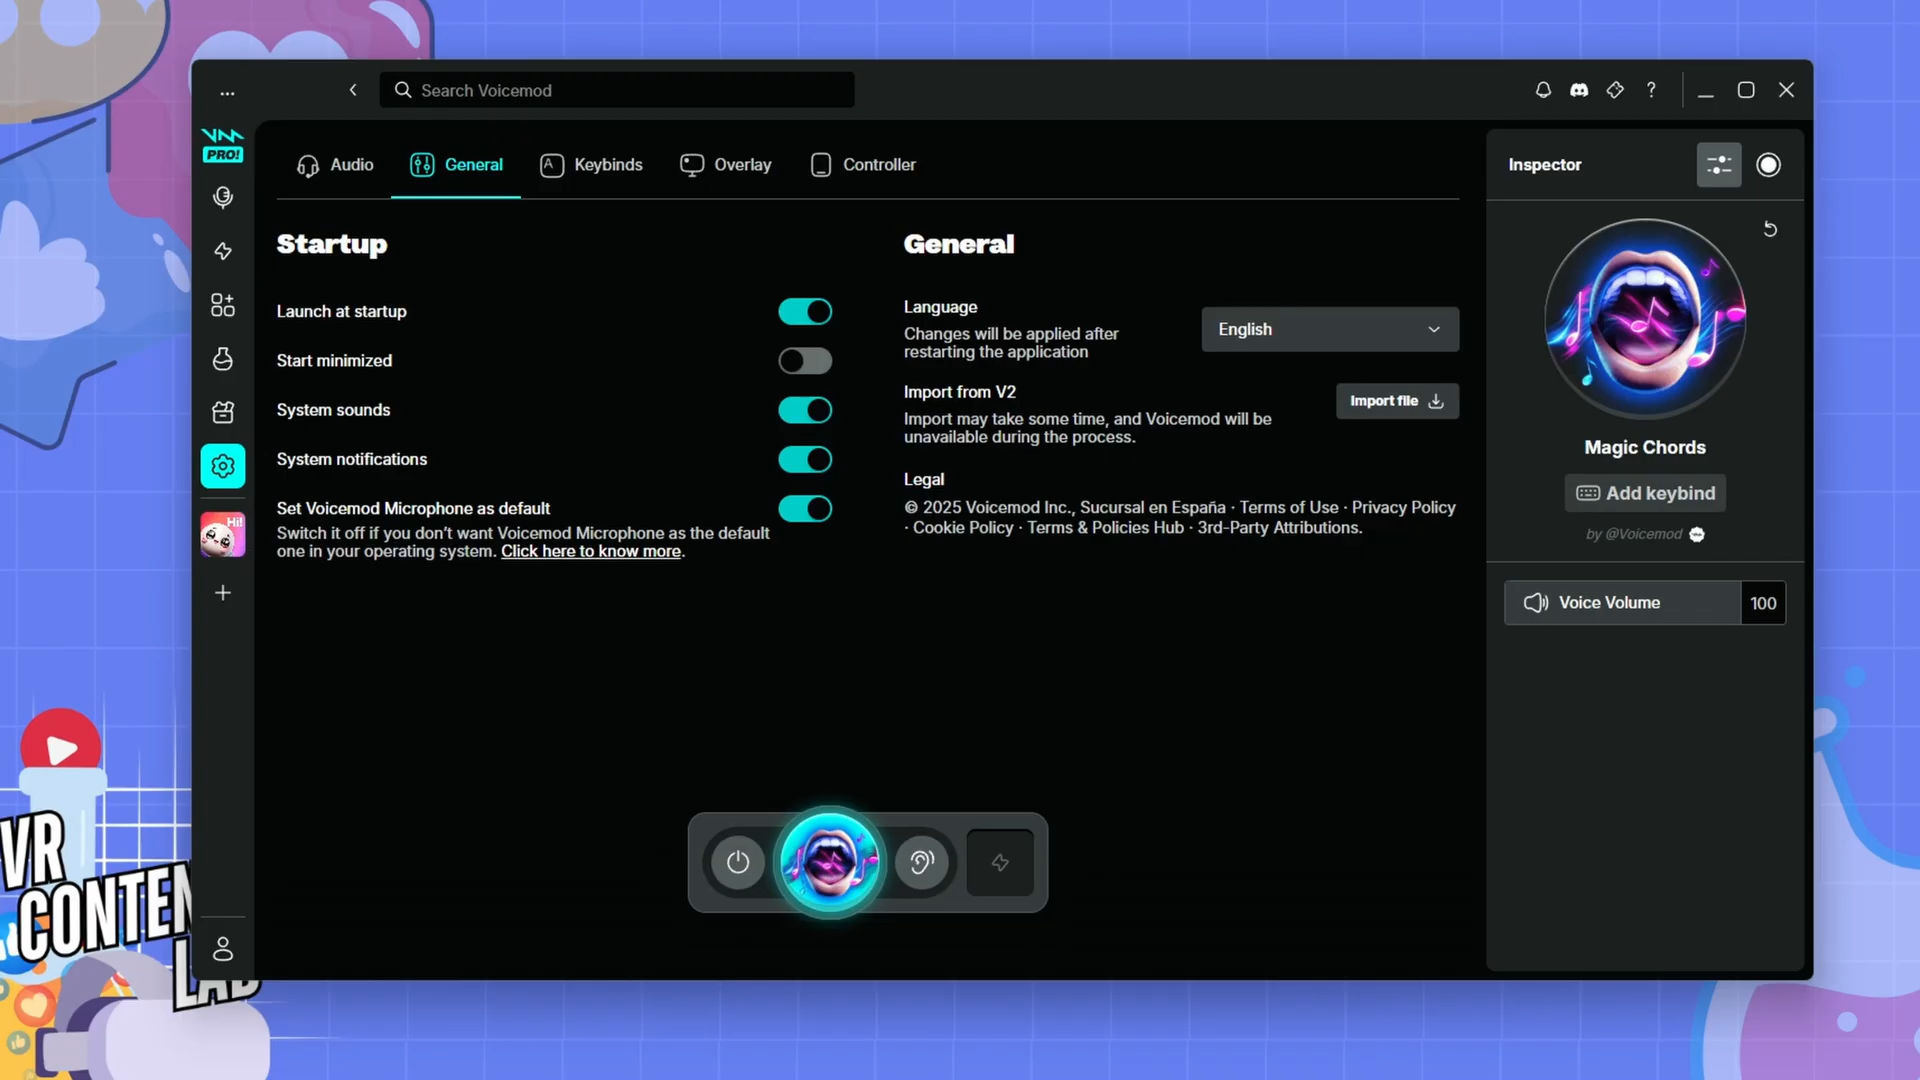 ...
Search Voicemod
?
VM
PRO!
Audio
General
Keybinds
Overlay
Controller
Startup
Launch at startup
Start minimized
System sounds
System notifications
Set Voicemod Microphone as default
Switch it off if you don't want Voicemod Microphone as the default
one in your operating system. Click here to know more.
General
Language
Changes will be applied after
restarting the application
English
Import from V2
Import may take some time, and Voicemod will be
unavailable during the process.
Import file
Legal
© 2025 Voicemod Inc., Sucursal en España · Terms of Use · Privacy Policy
· Cookie Policy · Terms & Policies Hub · 3rd-Party Attributions.
Inspector
Magic Chords
Add keybind
by @Voicemod
Voice Volume
100
Hi!
VR
CONTEN
LAB